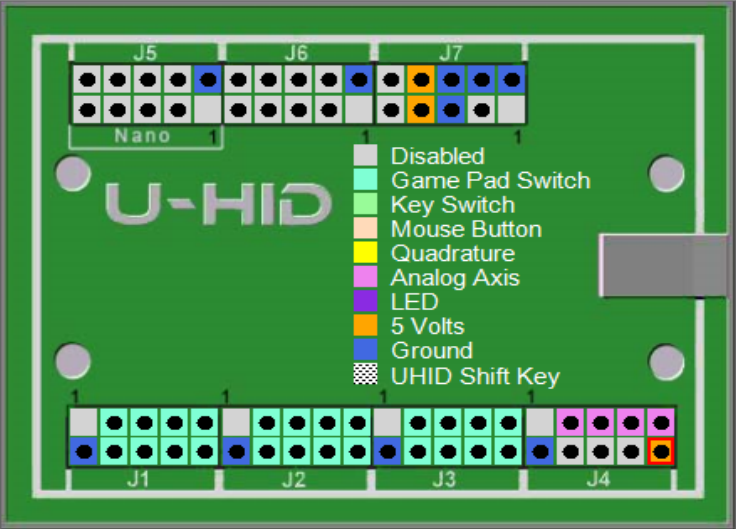 J5 J6 J7
Nano 1 1 1
Disabled
U-HID
Game Pad Switch
Key Switch
Mouse Button
Quadrature
Analog Axis
LED
5 Volts
Ground
UHID Shift Key
1 1 1 1
J1 J2 J3 J4